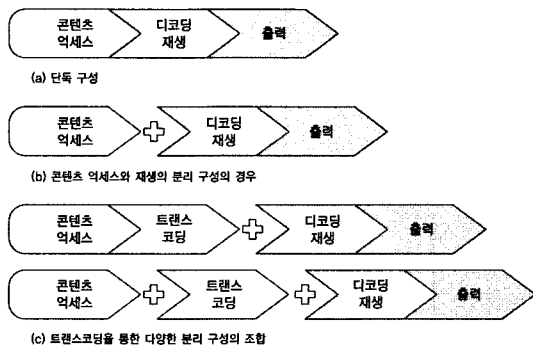 콘텐츠 디코딩 출력
억세스 재생
(a) 단독 구성
콘텐츠 디코딩 출력
억세스 재생
(b) 콘텐츠 억세스와 재생의 분리 구성의 경우
콘텐츠 트랜스 디코딩 출력
억세스 코딩 재생
콘텐츠 트랜스 디코딩 출력
억세스 코딩 재생
(c) 트랜스코딩을 통한 다양한 분리 구성의 조합